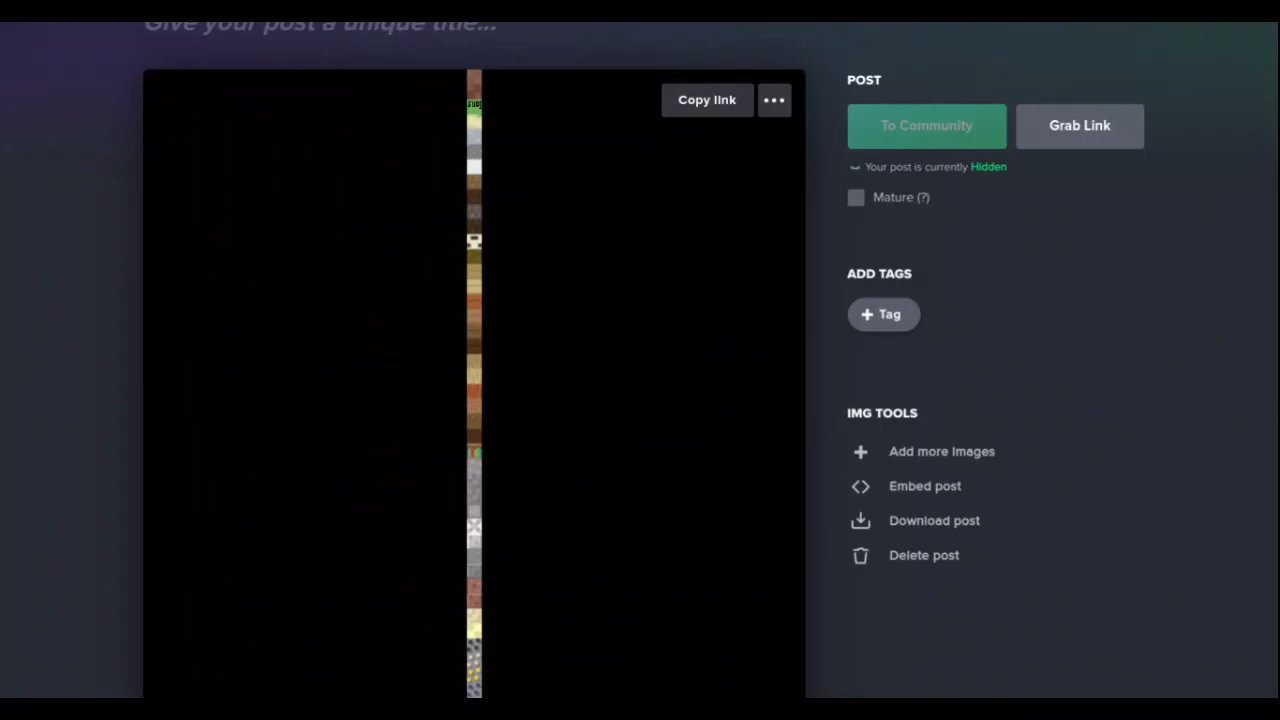 Give your post a unique title...
Copy link
•••
POST
To Community
Grab Link
Your post is currently Hidden
Mature (?)
ADD TAGS
+ Tag
IMG TOOLS
Add more images
Embed post
Download post
Delete post